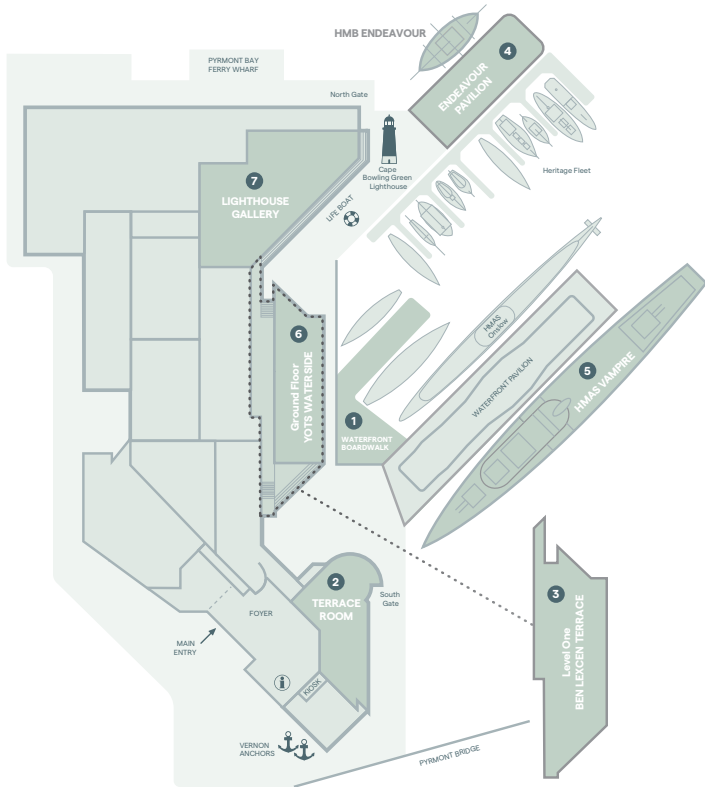 HMB ENDEAVOUR
4
ENDEAVOUR
PAVILION
PYRMONT BAY
FERRY WHARF
North Gate
Cape
Bowling Green
Lighthouse
Heritage Fleet
7
LIGHTHOUSE
GALLERY
LIFE BOAT
HMAS
Onslow
6
Ground Floor
YOTS WATERSIDE
WATERFRONT PAVILION
5
HMAS VAMPIRE
1
WATERFRONT
BOARDWALK
2
TERRACE
ROOM
South
Gate
3
Level One
BEN LEXCEN TERRACE
FOYER
MAIN
ENTRY
i
KIOSK
VERNON
ANCHORS
PYRMONT BRIDGE